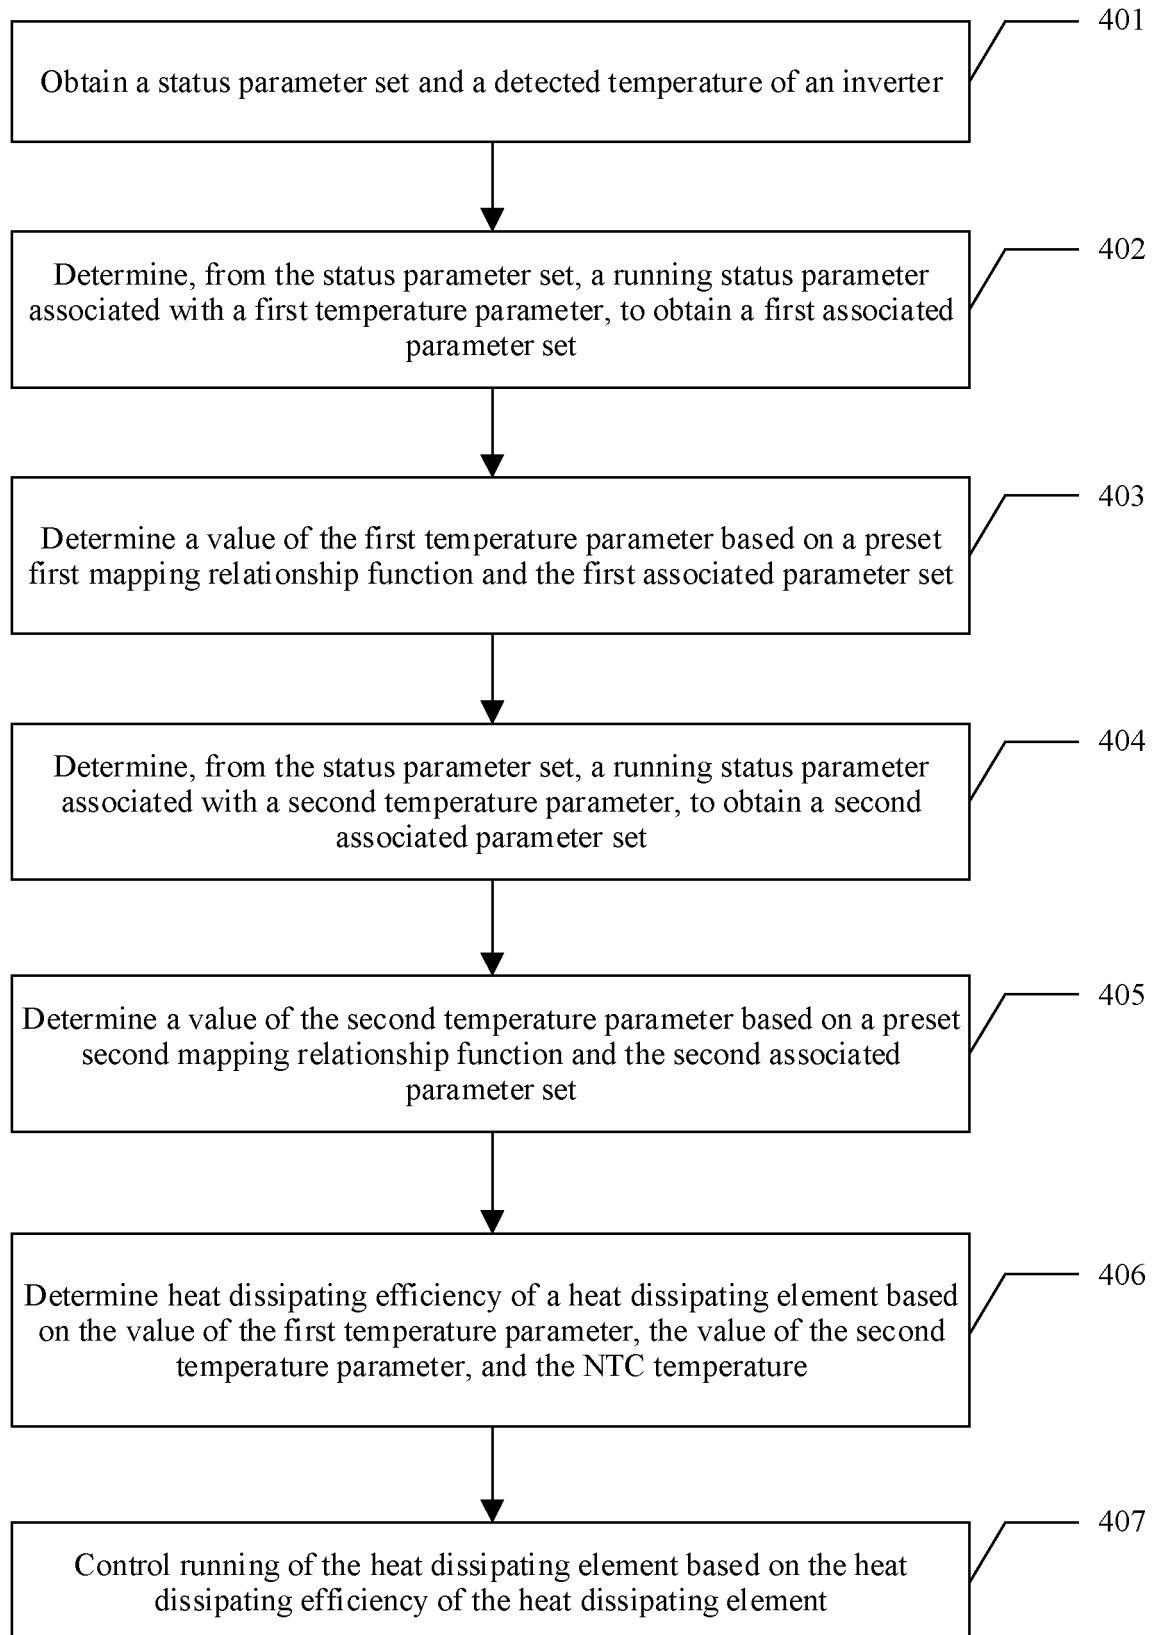 401
Obtain a status parameter set and a detected temperature of an inverter
402
Determine, from the status parameter set, a running status parameter
associated with a first temperature parameter, to obtain a first associated
parameter set
403
Determine a value of the first temperature parameter based on a preset
first mapping relationship function and the first associated parameter set
404
Determine, from the status parameter set, a running status parameter
associated with a second temperature parameter, to obtain a second
associated parameter set
405
Determine a value of the second temperature parameter based on a preset
second mapping relationship function and the second associated
parameter set
406
Determine heat dissipating efficiency of a heat dissipating element based
on the value of the first temperature parameter, the value of the second
temperature parameter, and the NTC temperature
407
Control running of the heat dissipating element based on the heat
dissipating efficiency of the heat dissipating element